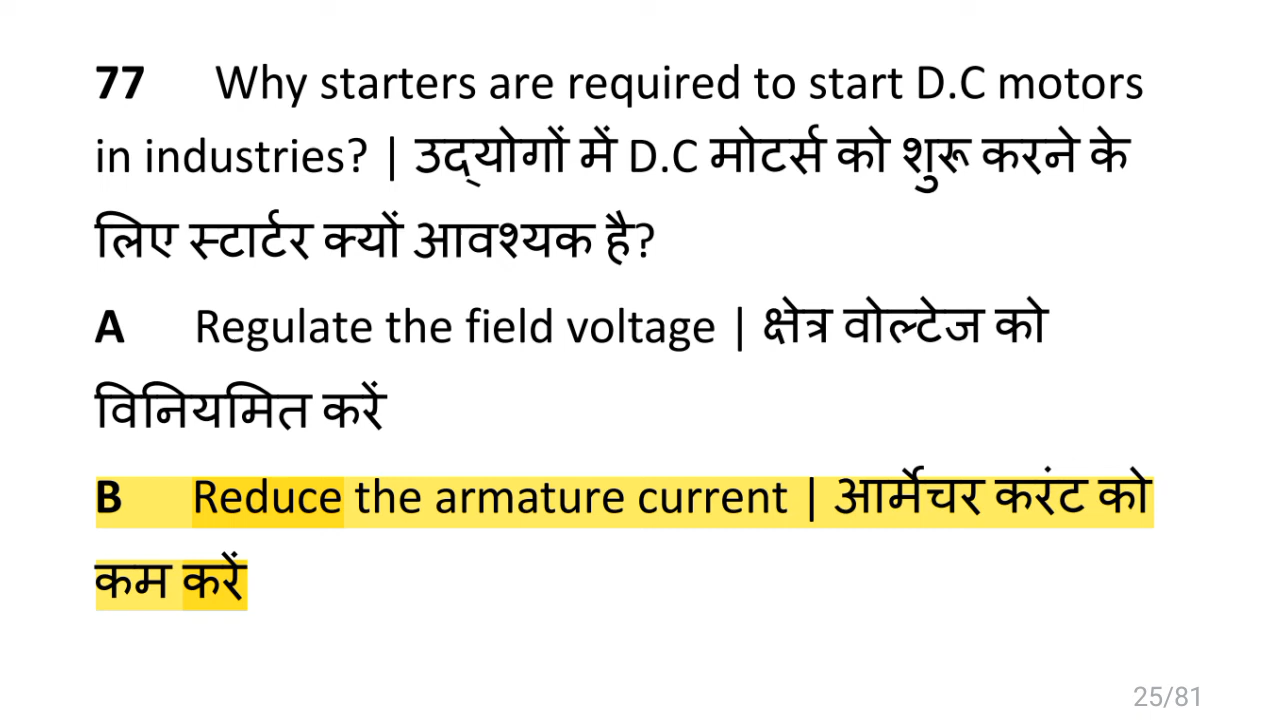 77 Why starters are required to start D.C motors
in industries? | उद्योगों में D.C मोटर्स को शुरू करने के
लिए स्टार्टर क्यों आवश्यक है?
A Regulate the field voltage | क्षेत्र वोल्टेज को
विनियमित करें
B Reduce the armature current | आर्मेचर करंट को
कम करें
25/81